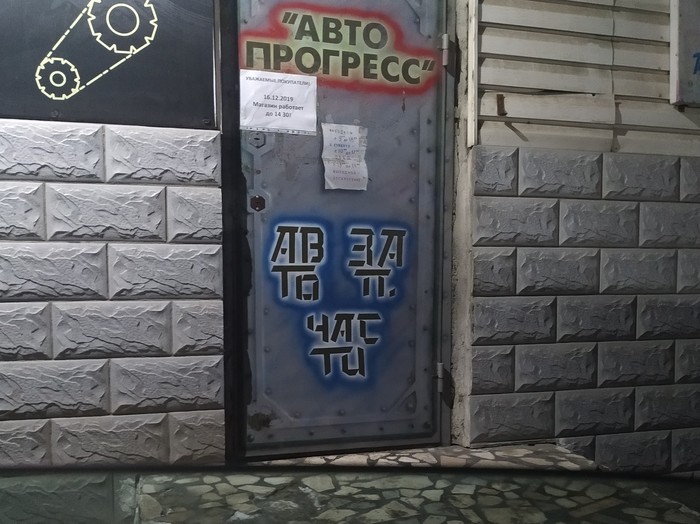 "АВТО
ПРОГРЕСС"
УВАЖАЕМЫЕ ПОКУПАТЕЛИ!
16.12.2019
Магазин работает
до 14.30!
АВ ЗА
ТО П.
ЧАС
ТИ